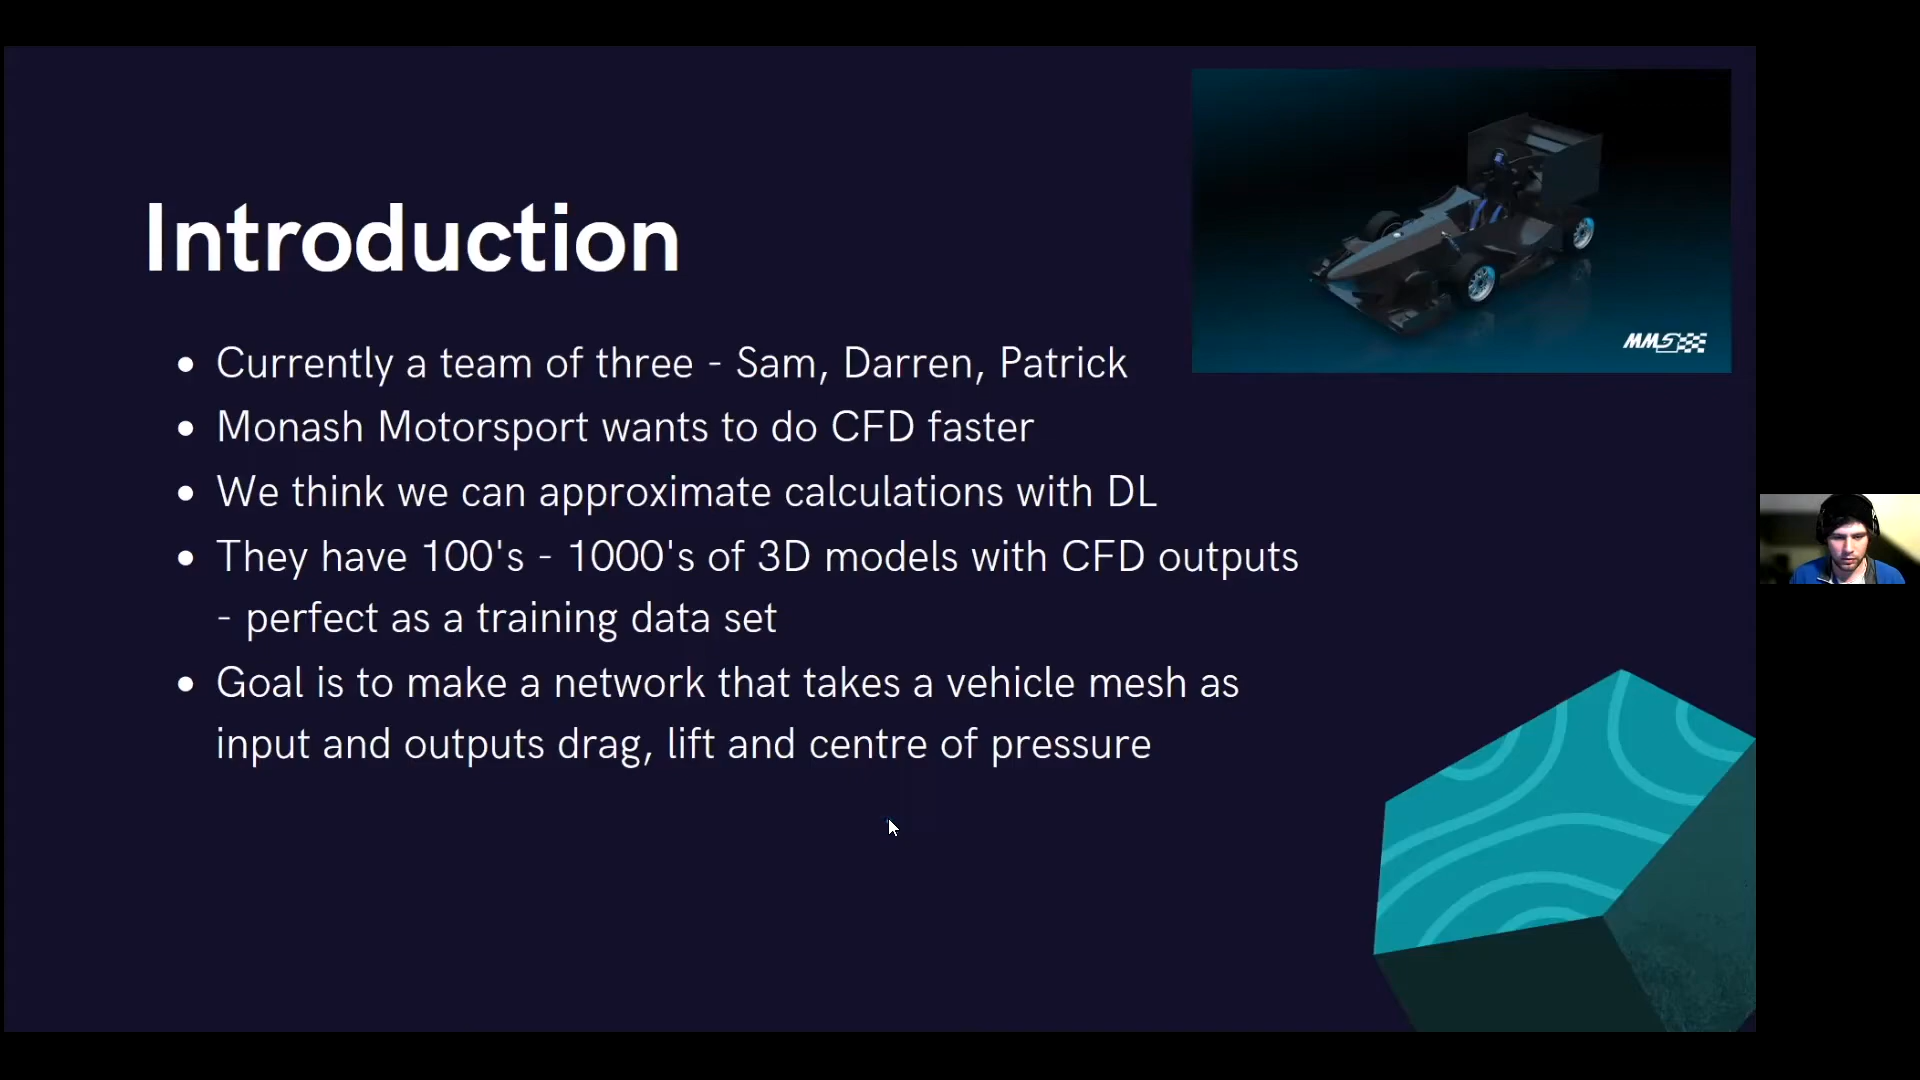 Introduction
• Currently a team of three - Sam, Darren, Patrick
• Monash Motorsport wants to do CFD faster
• We think we can approximate calculations with DL
• They have 100's - 1000's of 3D models with CFD outputs
- perfect as a training data set
• Goal is to make a network that takes a vehicle mesh as
input and outputs drag, lift and centre of pressure
MMS